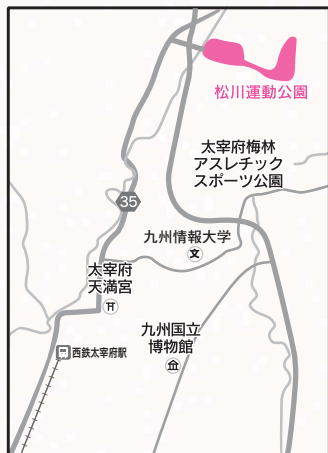 松川運動公園
太宰府梅林
アスレチック
スポーツ公園
35
九州情報大学
文
太宰府
天満宮
九州国立
博物館
西鉄太宰府駅